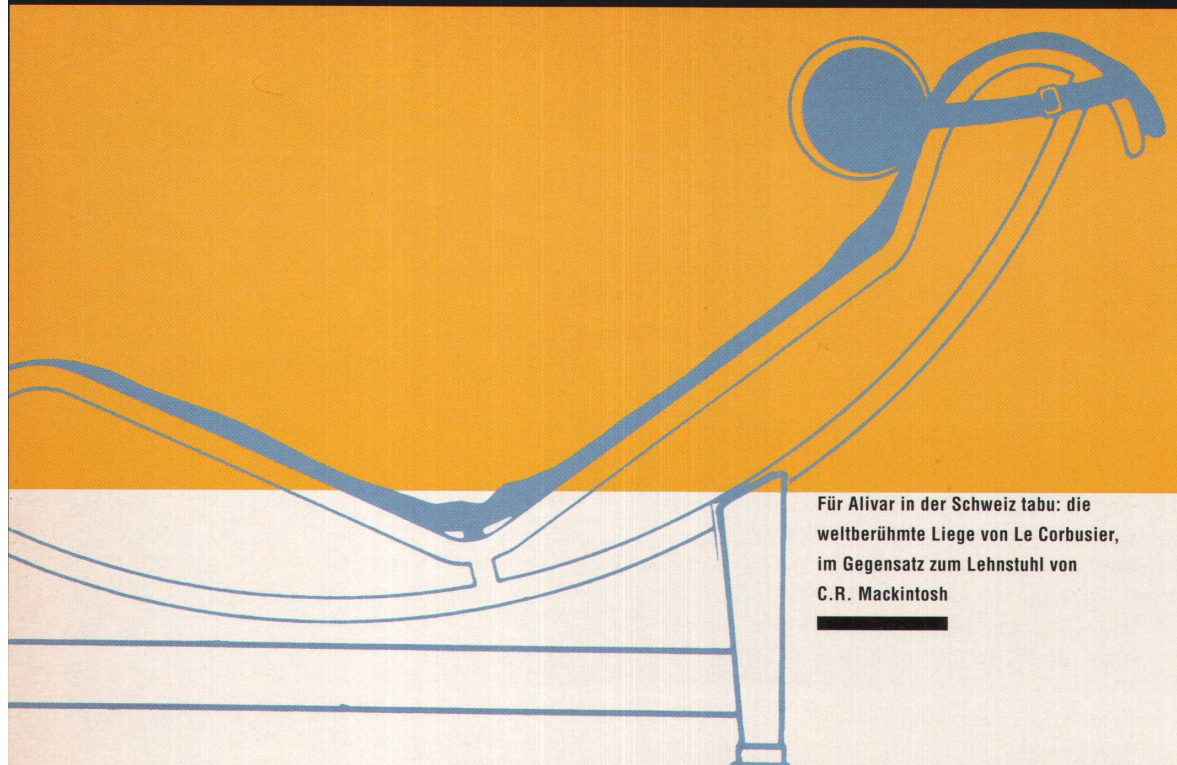 Für Alivar in der Schweiz tabu: die
weltberühmte Liege von Le Corbusier,
im Gegensatz zum Lehnstuhl von
C.R. Mackintosh